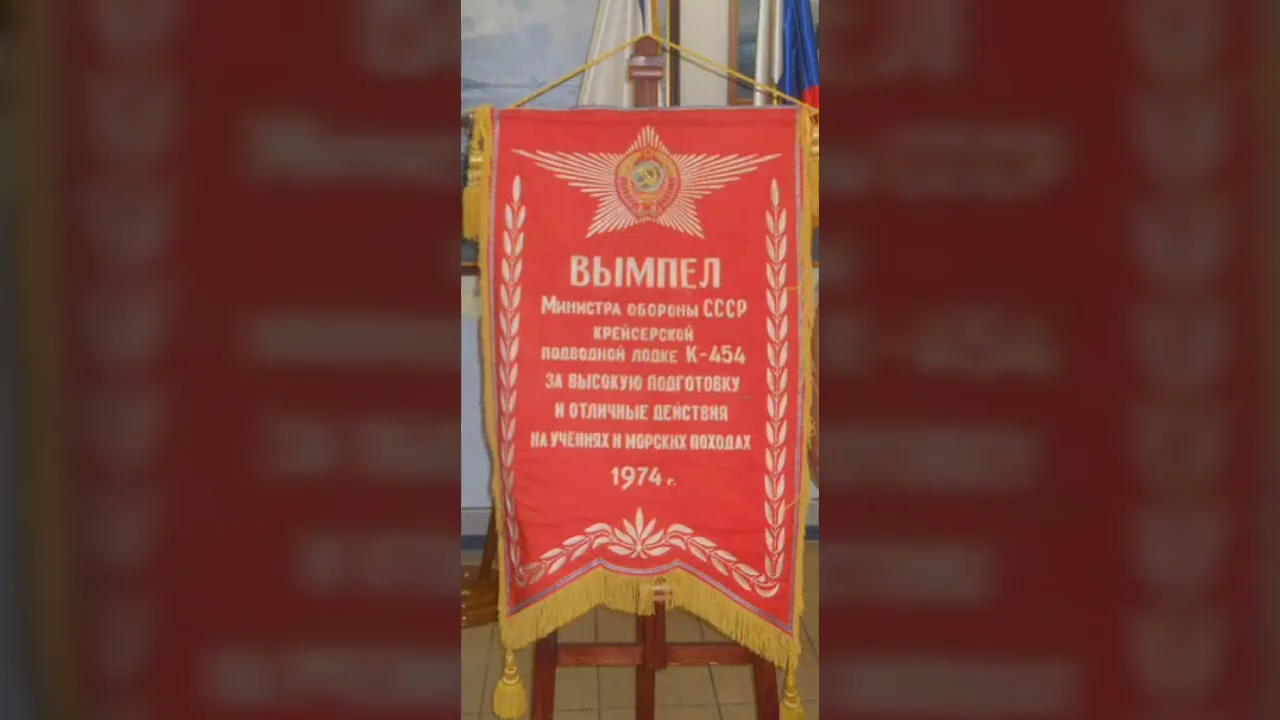 ВЫМПЕЛ
МИНИСТРА ОБОРОНЫ СССР
КРЕЙСЕРСКОЙ
ПОДВОДНОЙ ЛОДКЕ К-454
ЗА ВЫСОКУЮ ПОДГОТОВКУ
И ОТЛИЧНЫЕ ДЕЙСТВИЯ
НА УЧЕНИЯХ И МОРСКИХ ПОХОДАХ
1974 г.